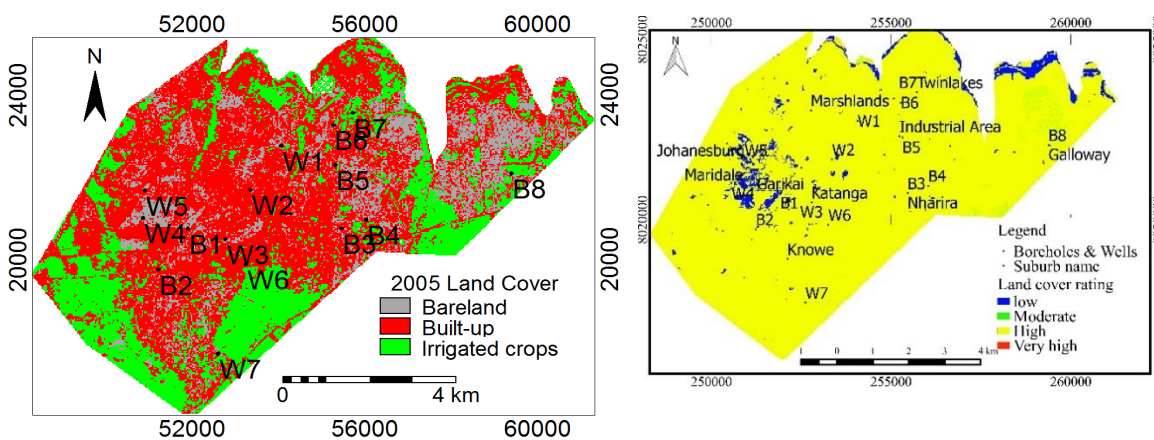 52000 56000 60000
N
24000
24000
B7
B6
W1
B5
B8
W5
W2
W4
B1
B3
B4
W3
B2
W6
20000
20000
2005 Land Cover
Bareland
Built-up
Irrigated crops
W7
0 4 km
52000 56000 60000
250000 255000 260000
8025000
8025000
N
B7Twinlakes
Marshlands
B6
W1
Industrial Area
B8
B5
Johanesburg
W5
W2
Galloway
Maridale
Garikai
B4
B3
W4
Katanga
B1
Nharira
B2
W3
W6
8020000
8020000
Knowe
Legend
Boreholes & Wells
Suburb name
Land cover rating
low
Moderate
High
Very high
W7
1 0 1 2 3 4 km
250000 255000 260000